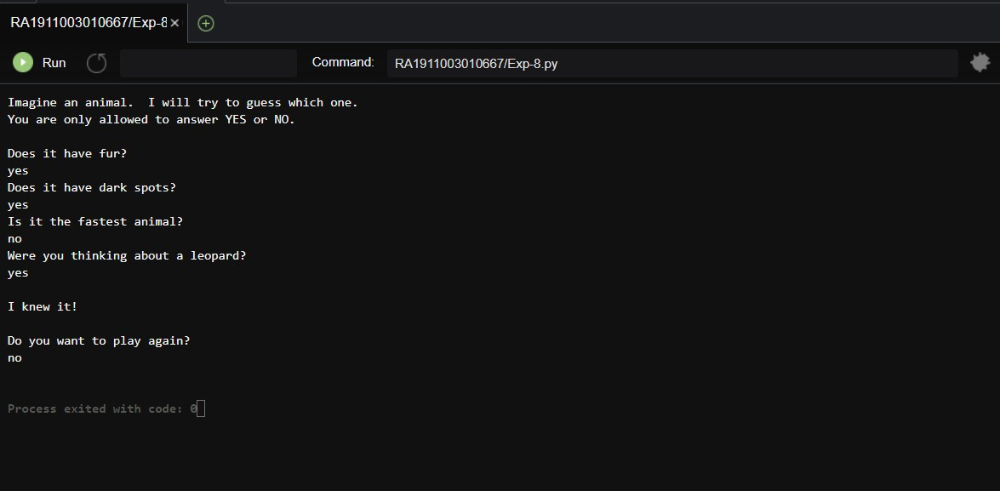 RA1911003010667/Exp-8
Run
Command:
RA1911003010667/Exp-8.py
Imagine an animal.  I will try to guess which one.
You are only allowed to answer YES or NO.
Does it have fur?
yes
Does it have dark spots?
yes
Is it the fastest animal?
no
Were you thinking about a leopard?
yes
I knew it!
Do you want to play again?
no
Process exited with code: 0